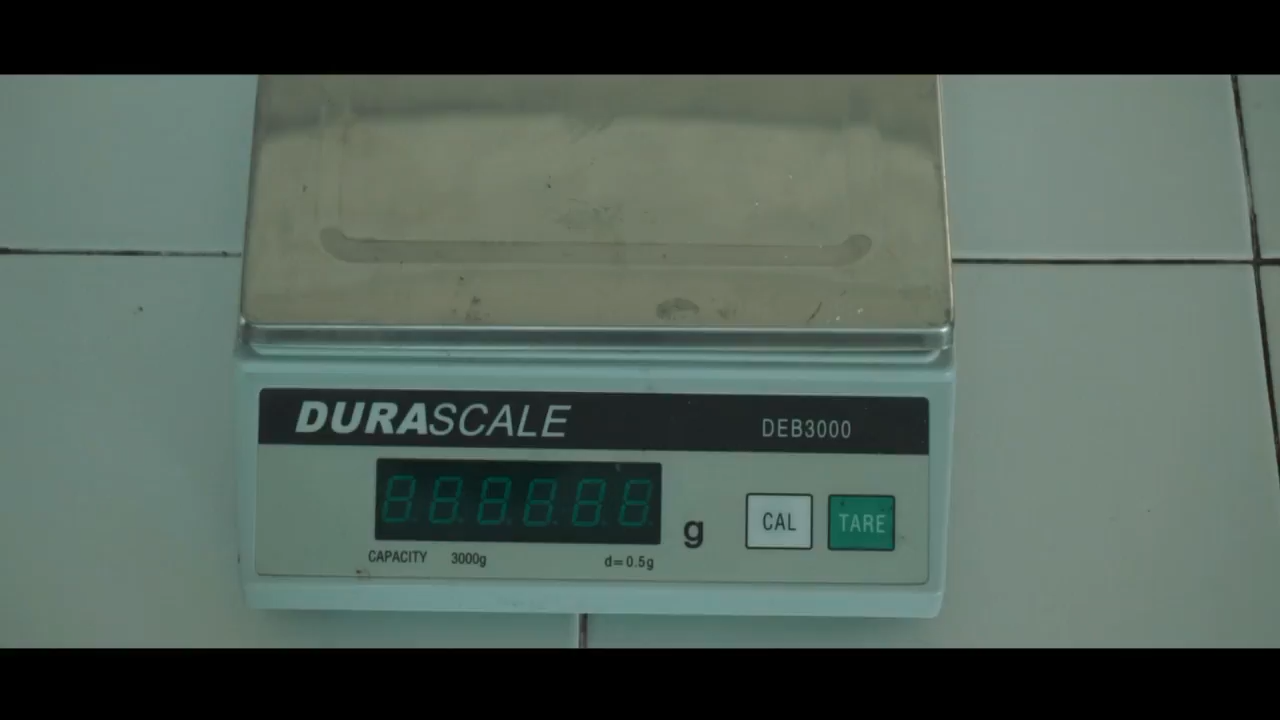 DURASCALE
DEB3000
888888
g
CAL
TARE
CAPACITY 3000g d=0.5g